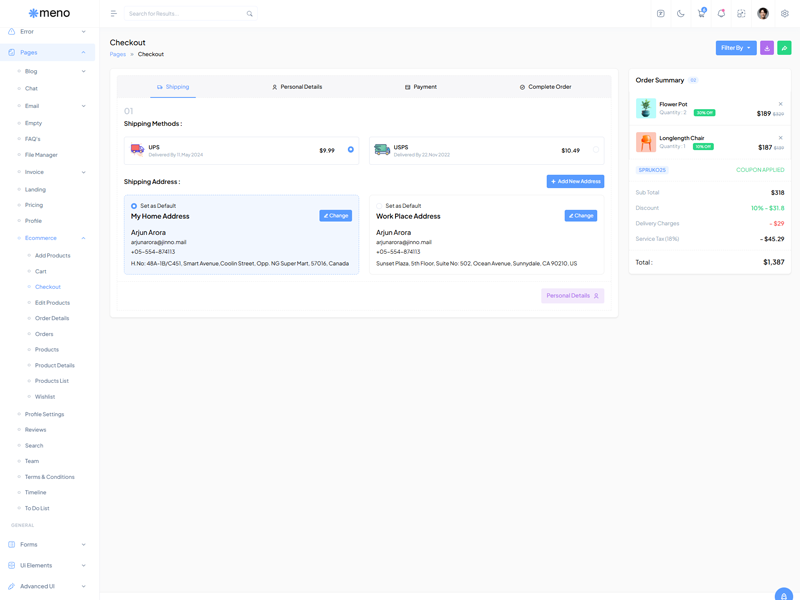 meno
Search for Results...
4
Error
Pages
Blog
Chat
Email
Empty
FAQ's
File Manager
Invoice
Landing
Pricing
Profile
Ecommerce
Add Products
Cart
Checkout
Edit Products
Order Details
Orders
Products
Product Details
Products List
Wishlist
Profile Settings
Reviews
Search
Team
Terms & Conditions
Timeline
To Do List
GENERAL
Forms
Ui Elements
Advanced UI
Checkout
Pages
Checkout
Filter By
Shipping
Personal Details
Payment
Complete Order
01
Shipping Methods :
UPS
Delivered By 11,May 2024
$9.99
USPS
Delivered By 22,Nov 2022
$10.49
Shipping Address :
+ Add New Address
Set as Default
My Home Address
Change
Arjun Arora
arjunarora@jinno.mail
+05-554-874113
H.No: 48A-1B/C451, Smart Avenue,Coolin Street, Opp. NG Super Mart, 57016, Canada
Set as Default
Work Place Address
Change
Arjun Arora
arjunarora@jinno.mail
+05-554-874113
Sunset Plaza, 5th Floor, Suite No: 502, Ocean Avenue, Sunnydale, CA 90210, US
Personal Details
Order Summary
Flower Pot
Quantity : 2
30% Off
$189
Longlength Chair
Quantity : 1
10% Off
$187
SPRUKO25
COUPON APPLIED
Sub Total
$318
Discount
10% - $31.8
Delivery Charges
- $29
Service Tax (18%)
- $45.29
Total :
$1,387